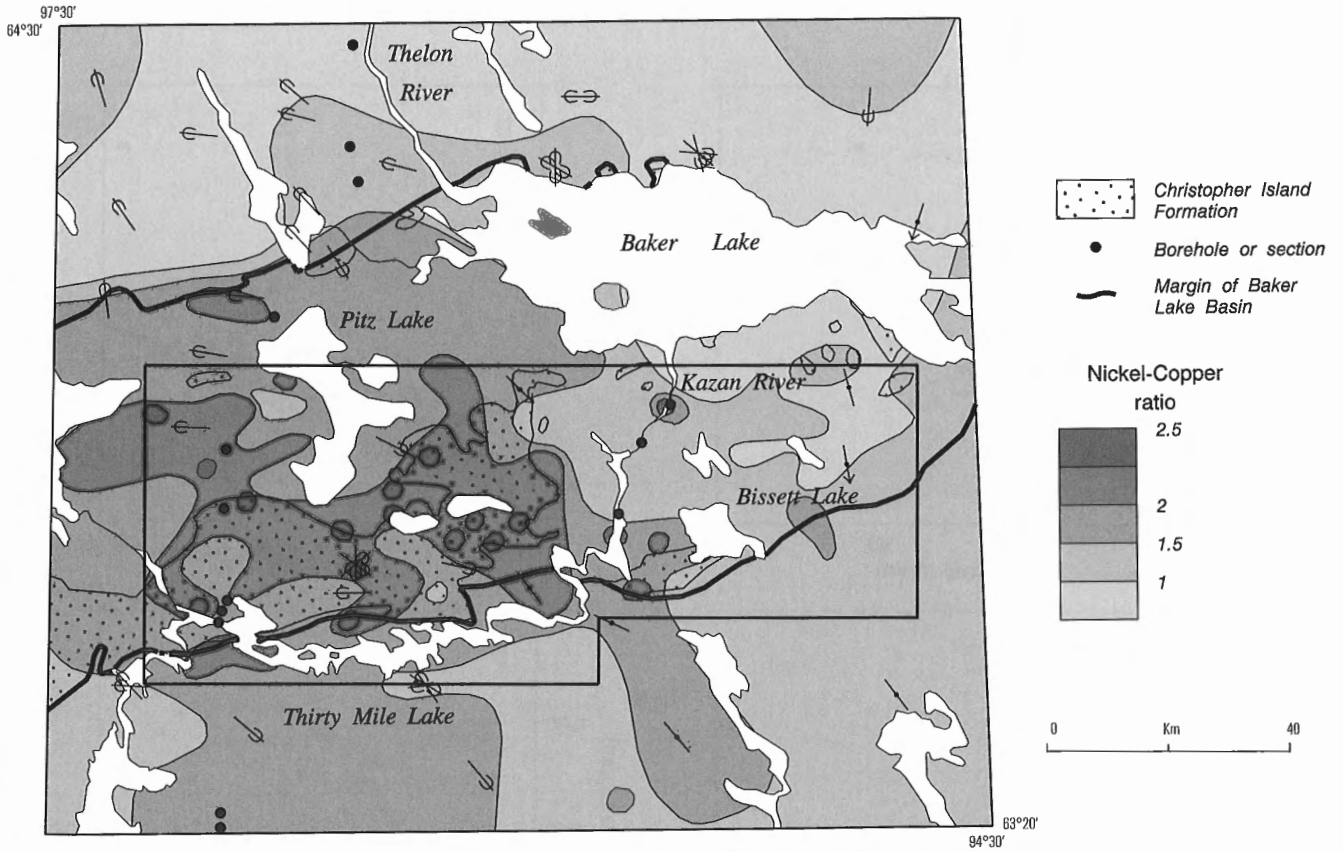 97°30'
64°30'
Thelon
River
Baker Lake
Pitz Lake
Kazan River
Bissett Lake
Thirty Mile Lake
63°20'
94°30'
Christopher Island
Formation
Borehole or section
Margin of Baker
Lake Basin
Nickel-Copper
ratio
2.5
2
1.5
1
0 Km 40